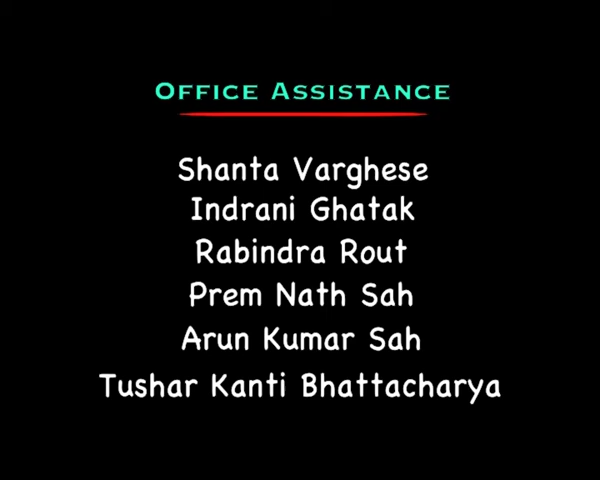 OFFICE ASSISTANCE
Shanta Varghese
Indrani Ghatak
Rabindra Rout
Prem Nath Sah
Arun Kumar Sah
Tushar Kanti Bhattacharya